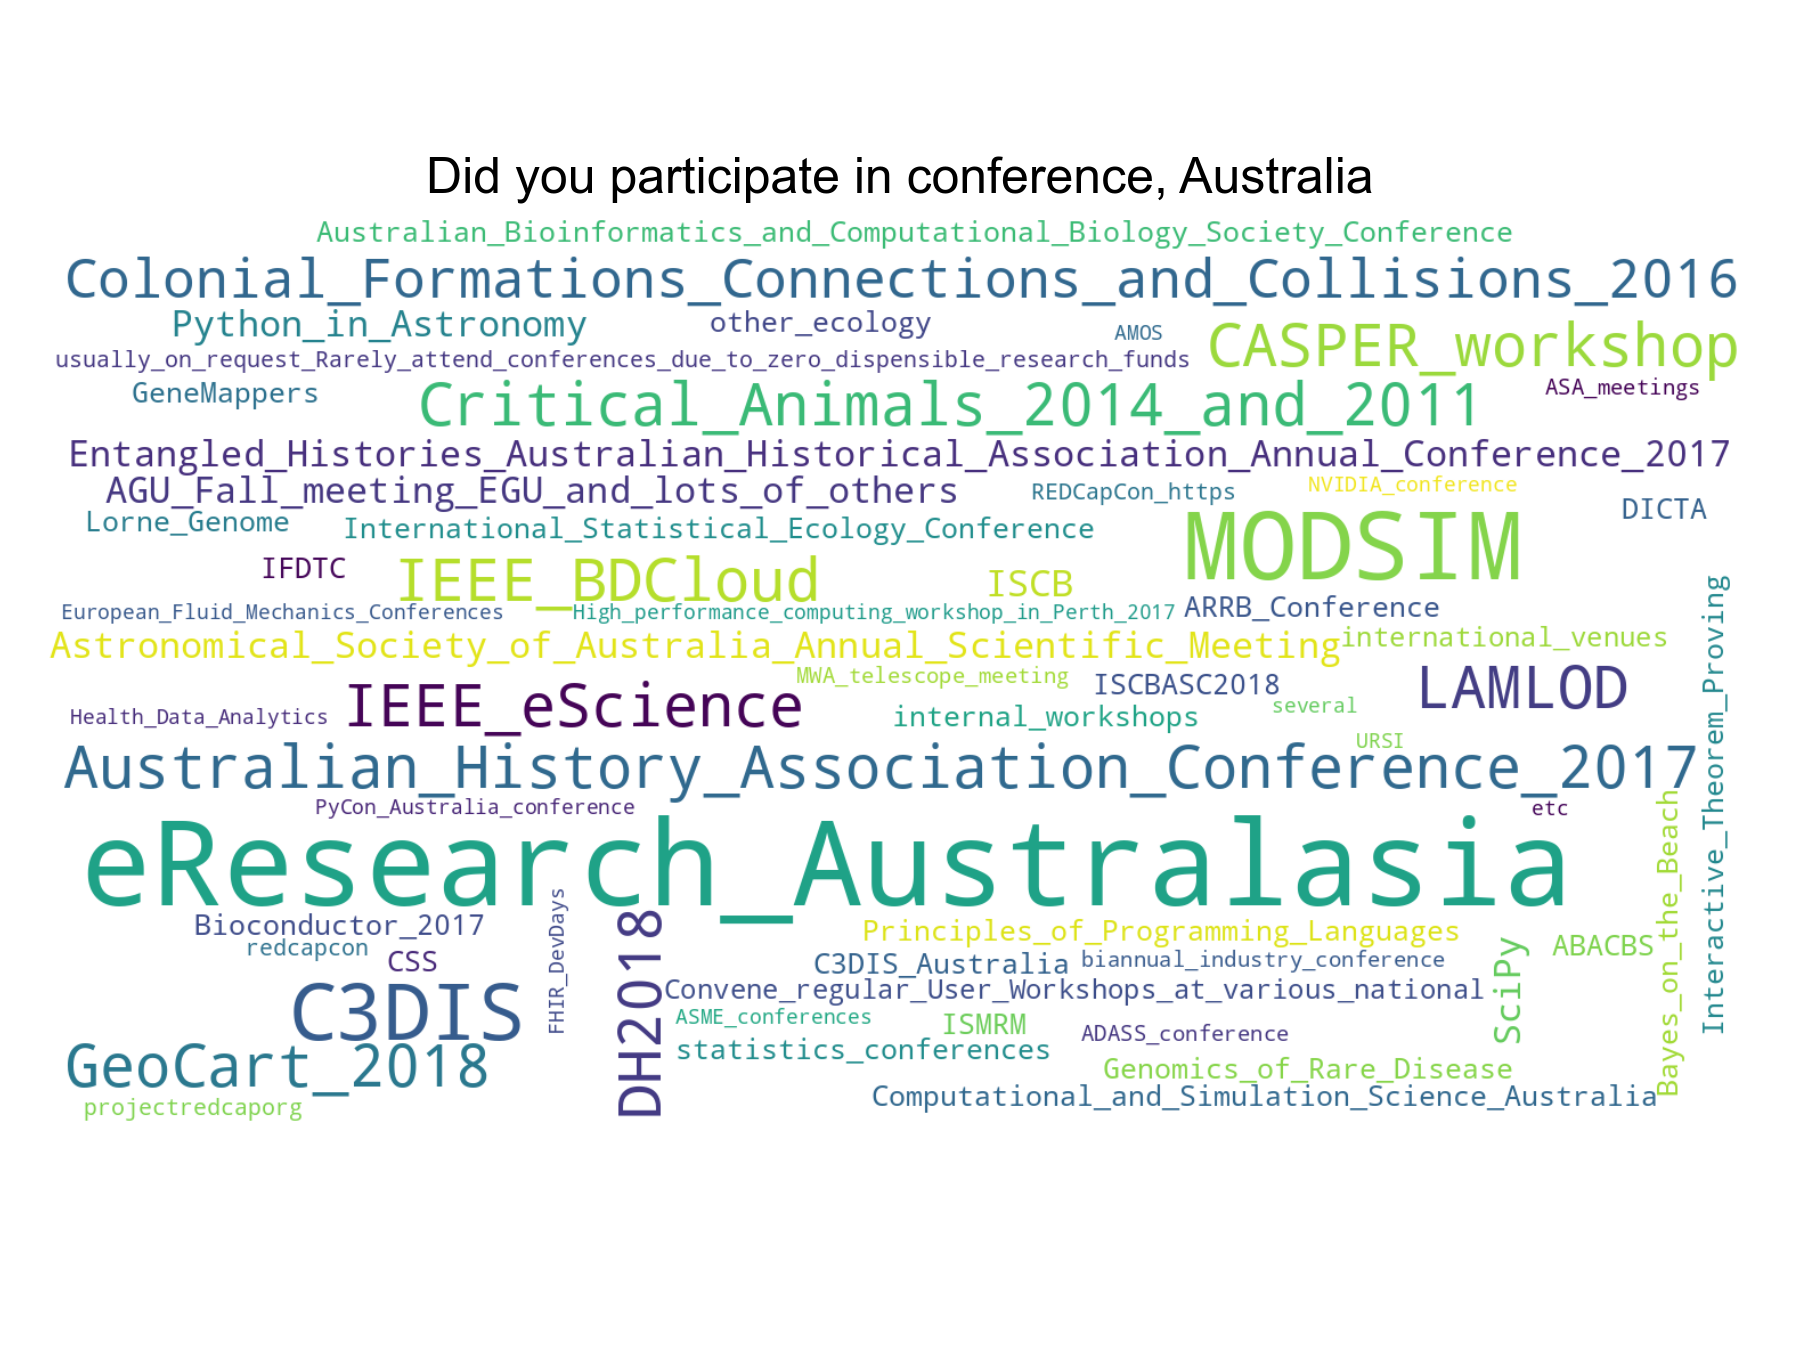 Did you participate in conference, Australia
Australian_Bioinformatics_and_Computational_Biology_Society_Conference
Colonial_Formations_Connections_and_Collisions_2016
Python_in_Astronomy
other_ecology
AMOS
CASPER_workshop
usually_on_request_Rarely_attend_conferences_due_to_zero_dispensible_research_funds
GeneMappers
Critical_Animals_2014_and_2011
ASA_meetings
Entangled_Histories_Australian_Historical_Association_Annual_Conference_2017
AGU_Fall_meeting_EGU_and_lots_of_others
REDCapCon_https
NVIDIA_conference
DICTA
Lorne_Genome
International_Statistical_Ecology_Conference
MODSIM
IFDTC
IEEE_BDCloud
ISCB
European_Fluid_Mechanics_Conferences
High_performance_computing_workshop_in_Perth_2017
ARRB_Conference
Interactive_Theorem_Proving
Astronomical_Society_of_Australia_Annual_Scientific_Meeting
international_venues
MWA_telescope_meeting
ISCBASC2018
LAMLOD
Health_Data_Analytics
IEEE_eScience
internal_workshops
several
URSI
Australian_History_Association_Conference_2017
PyCon_Australia_conference
etc
Bayes_on_the_Beach
eResearch_Australasia
Bioconductor_2017
FHIR_DevDays
DH2018
Principles_of_Programming_Languages
SciPy
ABACBS
redcapcon
CSS
C3DIS_Australia
biannual_industry_conference
C3DIS
Convene_regular_User_Workshops_at_various_national
ASME_conferences
ISMRM
ADASS_conference
GeoCart_2018
statistics_conferences
Genomics_of_Rare_Disease
projectredcaporg
Computational_and_Simulation_Science_Australia